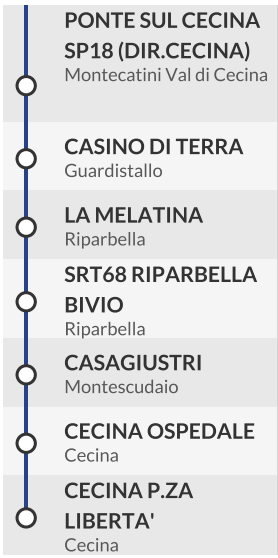 PONTE SUL CECINA
SP18 (DIR.CECINA)
Montecatini Val di Cecina
CASINO DI TERRA
Guardistallo
LA MELATINA
Riparbella
SRT68 RIPARBELLA
BIVIO
Riparbella
CASAGIUSTRI
Montescudaio
CECINA OSPEDALE
Cecina
CECINA P.ZA
LIBERTA'
Cecina